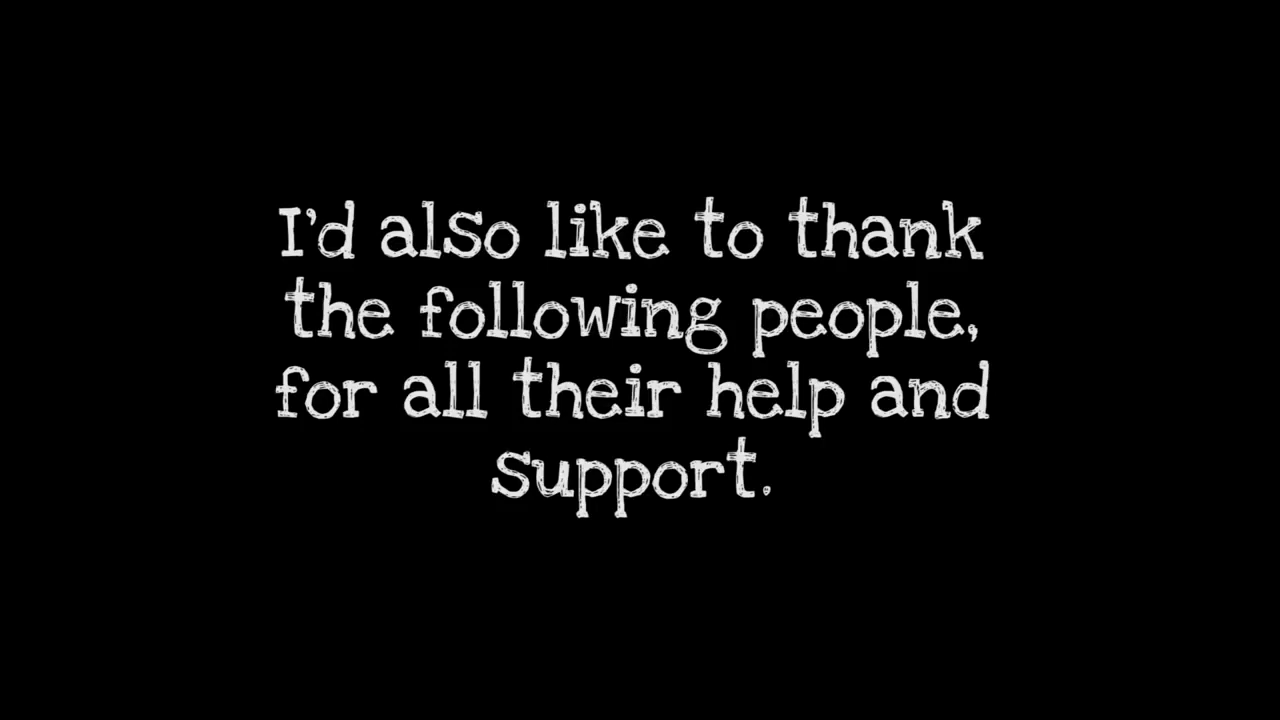 I'd also like to thank
the following people,
for all their help and
support.